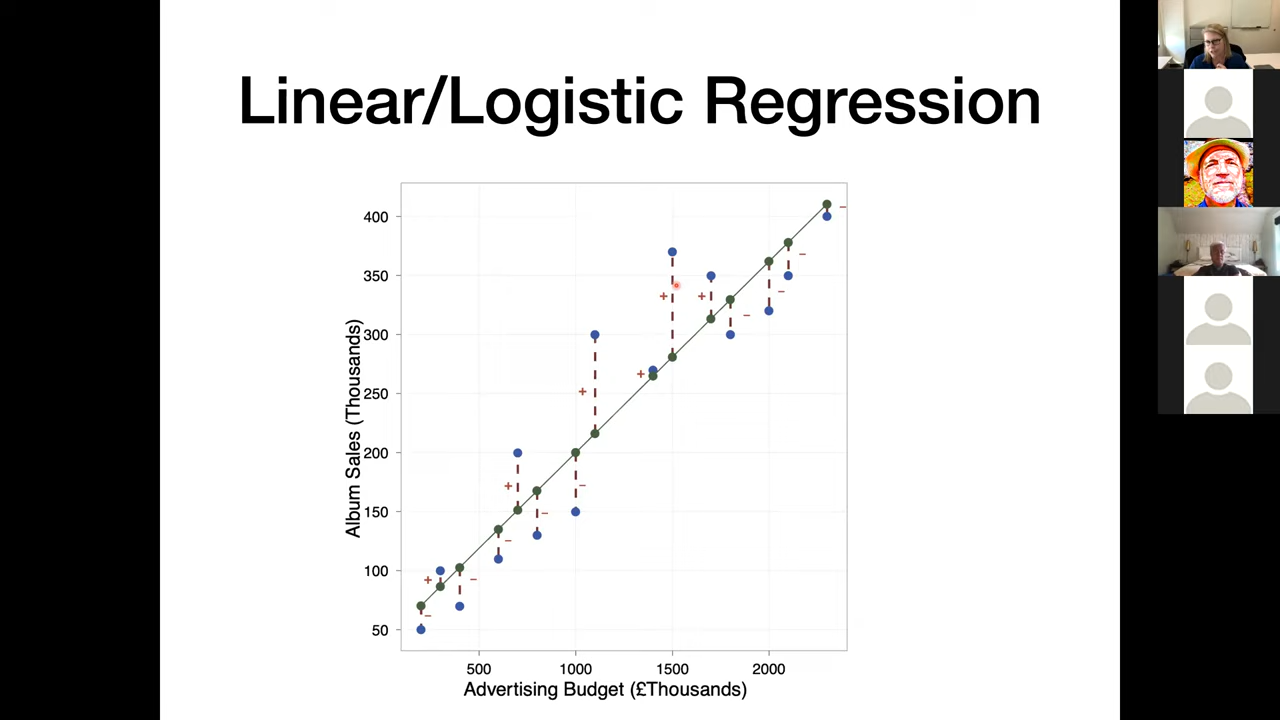 Linear/Logistic Regression
400
350
300
250
200
150
100
50
Album Sales (Thousands)
500 1000 1500 2000
Advertising Budget (£Thousands)